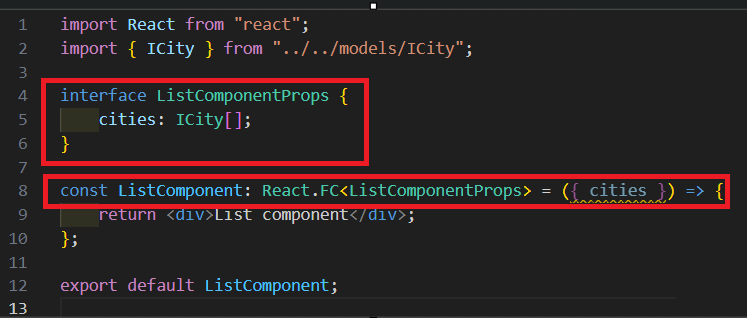 1 import React from "react";
2 import { ICity } from "../../models/ICity";
3
4 interface ListComponentProps {
5     cities: ICity[];
6 }
7
8 const ListComponent: React.FC<ListComponentProps> = ({ cities }) => {
9     return <div>List component</div>;
10 };
11
12 export default ListComponent;
13